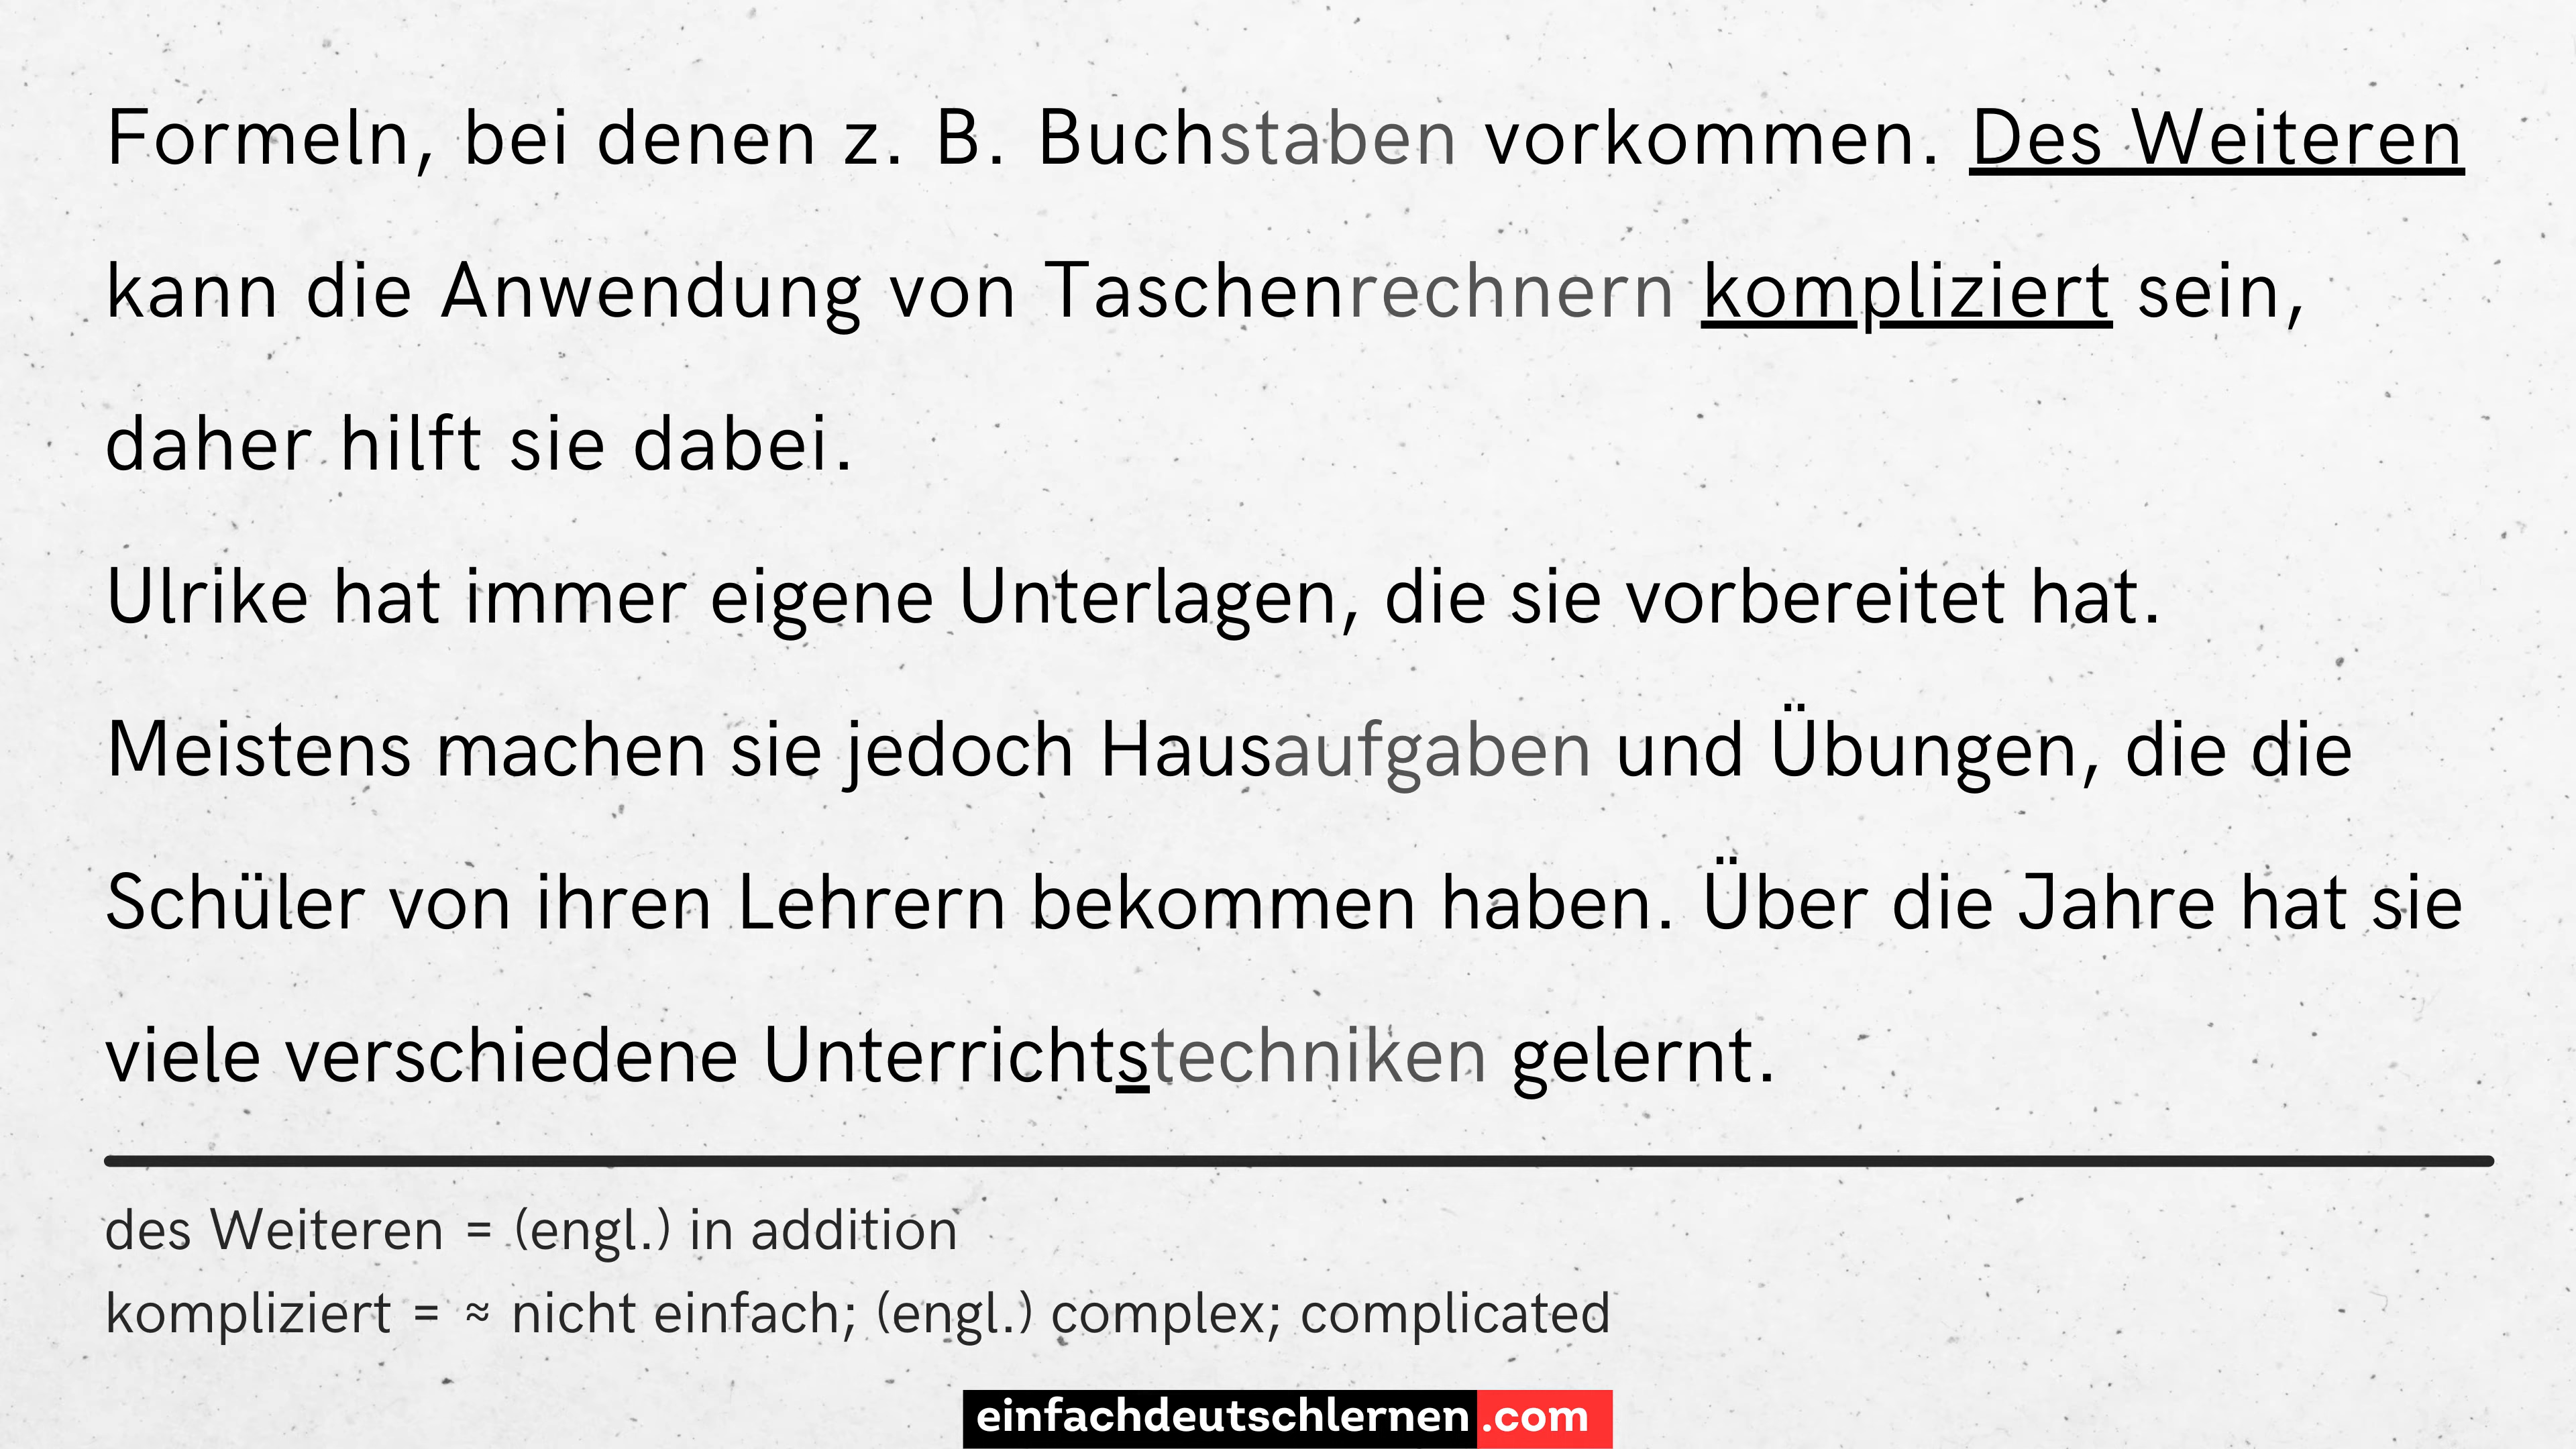 Formeln, bei denen z. B. Buchstaben vorkommen. Des Weiteren
kann die Anwendung von Taschenrechnern kompliziert sein,
daher hilft sie dabei.
Ulrike hat immer eigene Unterlagen, die sie vorbereitet hat.
Meistens machen sie jedoch Hausaufgaben und Übungen, die die
Schüler von ihren Lehrern bekommen haben. Über die Jahre hat sie
viele verschiedene Unterrichtstechniken gelernt.
des Weiteren = (engl.) in addition
kompliziert = ≈ nicht einfach; (engl.) complex; complicated
einfachdeutschlernen.com